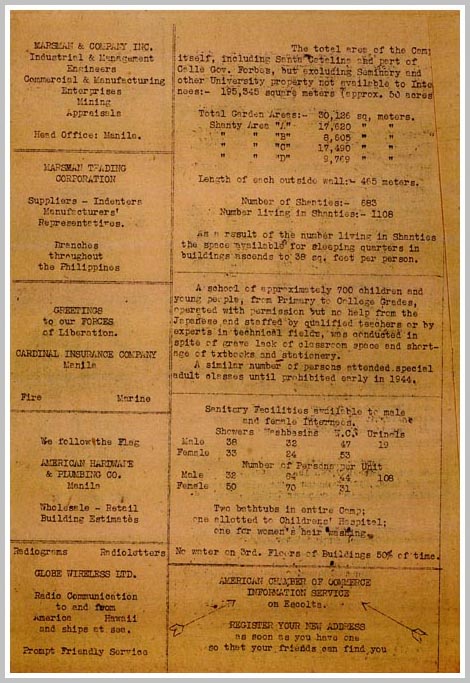 MARSMAN & COMPANY INC.
Industrial & Management
Engineers
Commercial & Manufacturing
Enterprises
Mining
Appraisals
Head Office: Manila.
MARSMAN TRADING
CORPORATION
Suppliers - Indenters
Manufacturers'
Representatives.
Branches
throughout
the Philippines
GREETINGS
to our FORCES
of Liberation.
CARDINAL INSURANCE COMPANY
Manila
Fire Marine
We follow the Flag
AMERICAN HARDWARE
& PLUMBING CO.
Manila
Wholesale - Retail
Building Estimates
Radiograms Radioletters
GLOBE WIRELESS LTD.
Radio Communication
to and from
America Hawaii
and ships at sea.
Prompt Friendly Service
The total area of the Camp
itself, including Santa Catalina and part of
Calle Gov. Forbes, but excluding Seminary and
other University property not available to Inte
nees:- 195,345 square meters (approx. 50 acres
Total Garden Areas:- 30,126 sq, meters.
Shanty Area "A" 17,620 " "
" " "B" 8,605 " "
" " "C" 17,490 " "
" " "D" 9,769 " "
Length of each outside wall:- 465 meters.
Number of Shanties:- 683
Number living in Shanties:- 1108
As a result of the number living in Shanties
the space available for sleeping quarters in
buildings ascends to 38 sq. feet per person.
A school of approximately 700 children and
young people, from Primary to College Grades,
operated with permission but no help from the
Japanese and staffed by qualified teachers or by
experts in technical fields, was conducted in
spite of grave lack of classroom space and short-
age of txtbooks and stationery.
A similar number of persons attended special
adult classes until prohibited early in 1944.
Sanitary Facilities available to male
and female Internees.
Showers Washbasins W.C. Urinals
Male 38 32 47 19
Female 33 24 53
Number of Persons per Unit
Male 32 94 44 108
Female 50 70 31
Two bathtubs in entire Camp;
one allotted to Childrens' Hospital;
one for women's hair washing.
No water on 3rd. Floors of Buildings 50% of time.
AMERICAN CHAMBER OF COMMERCE
INFORMATION SERVICE
on Escolta.
REGISTER YOUR NEW ADDRESS
as soon as you have one
so that your friends can find you